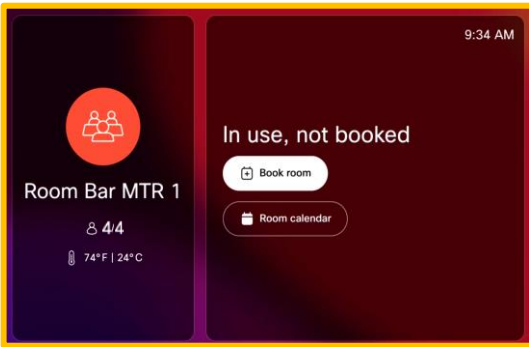 9:34 AM
In use, not booked
Book room
Room calendar
Room Bar MTR 1
4/4
74°F | 24°C